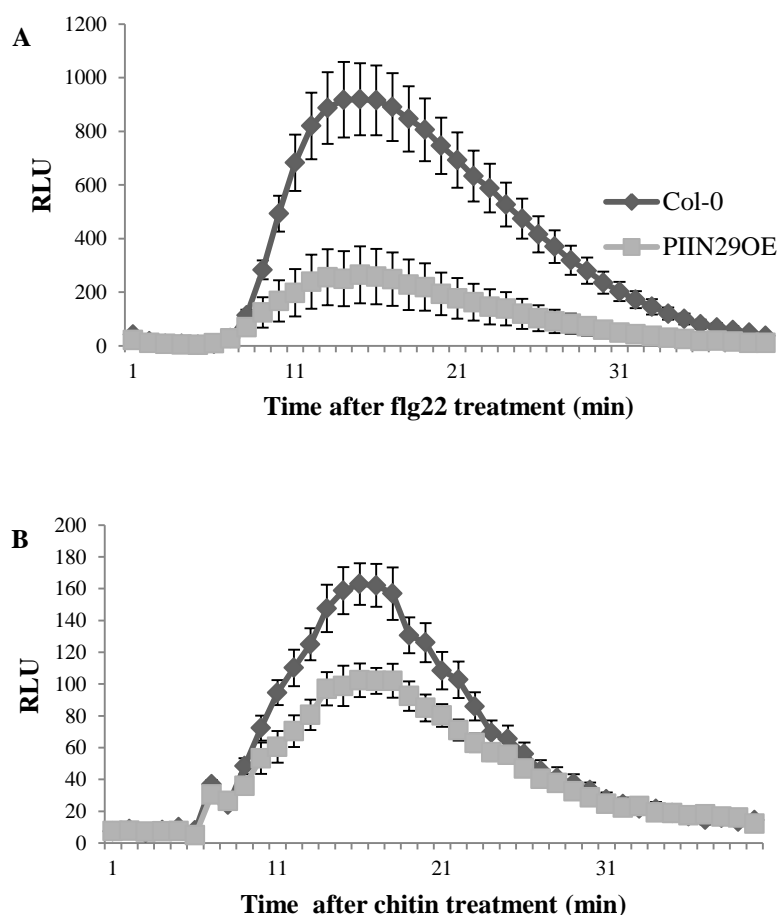 A
1200
1000
800
600
400
200
0
RLU
1 11 21 31
Time after flg22 treatment (min)
Col-0
PIIN29OE
B
200
180
160
140
120
100
80
60
40
20
0
RLU
1 11 21 31
Time after chitin treatment (min)